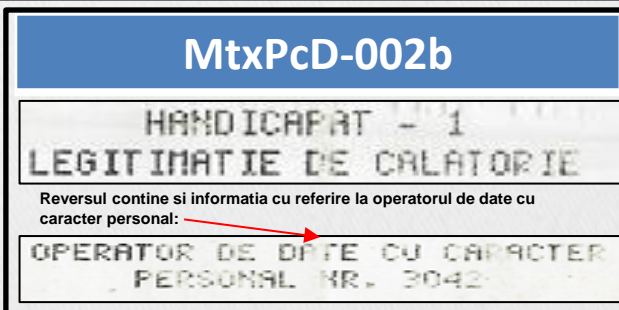 MtxPcD-002b
HANDICAPAT - 1
LEGITIMATIE DE CALATORIE
Reversul contine si informatia cu referire la operatorul de date cu
caracter personal:
OPERATOR DE DATE CU CARACTER
PERSONAL NR. 3042